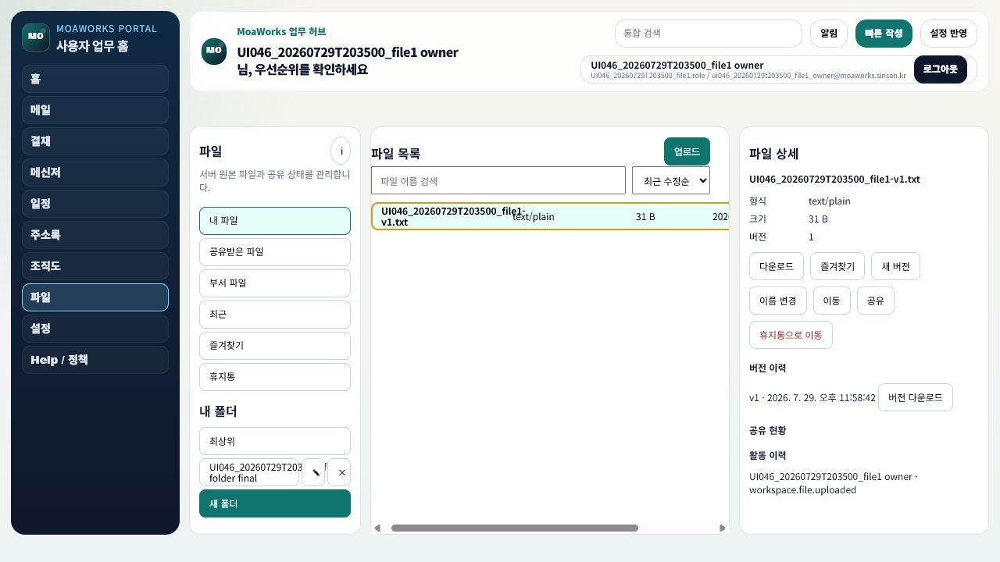 MO
MOAWORKS PORTAL
사용자 업무 홈
홈
메일
결재
메신저
일정
주소록
조직도
파일
설정
Help / 정책
MO
MoaWorks 업무 허브
UI046_20260729T203500_file1 owner
님, 우선순위를 확인하세요
통합 검색
알림
빠른 작성
설정 반영
UI046_20260729T203500_file1 owner
UI046_20260729T203500_file1.role / ui046_20260729t203500_file1_owner@moaworks.sinsan.kr
로그아웃
파일
i
서버 원본 파일과 공유 상태를 관리합니
다.
내 파일
공유받은 파일
부서 파일
최근
즐겨찾기
휴지통
내 폴더
최상위
UI046_20260729T203
folder final
새 폴더
파일 목록
업로드
파일 이름 검색
최근 수정순
UI046_20260729T203500_file1-
v1.txt
text/plain
31 B
202
파일 상세
UI046_20260729T203500_file1-v1.txt
형식 text/plain
크기 31 B
버전 1
다운로드
즐겨찾기
새 버전
이름 변경
이동
공유
휴지통으로 이동
버전 이력
v1 · 2026. 7. 29. 오후 11:58:42
버전 다운로드
공유 현황
활동 이력
UI046_20260729T203500_file1 owner ·
workspace.file.uploaded